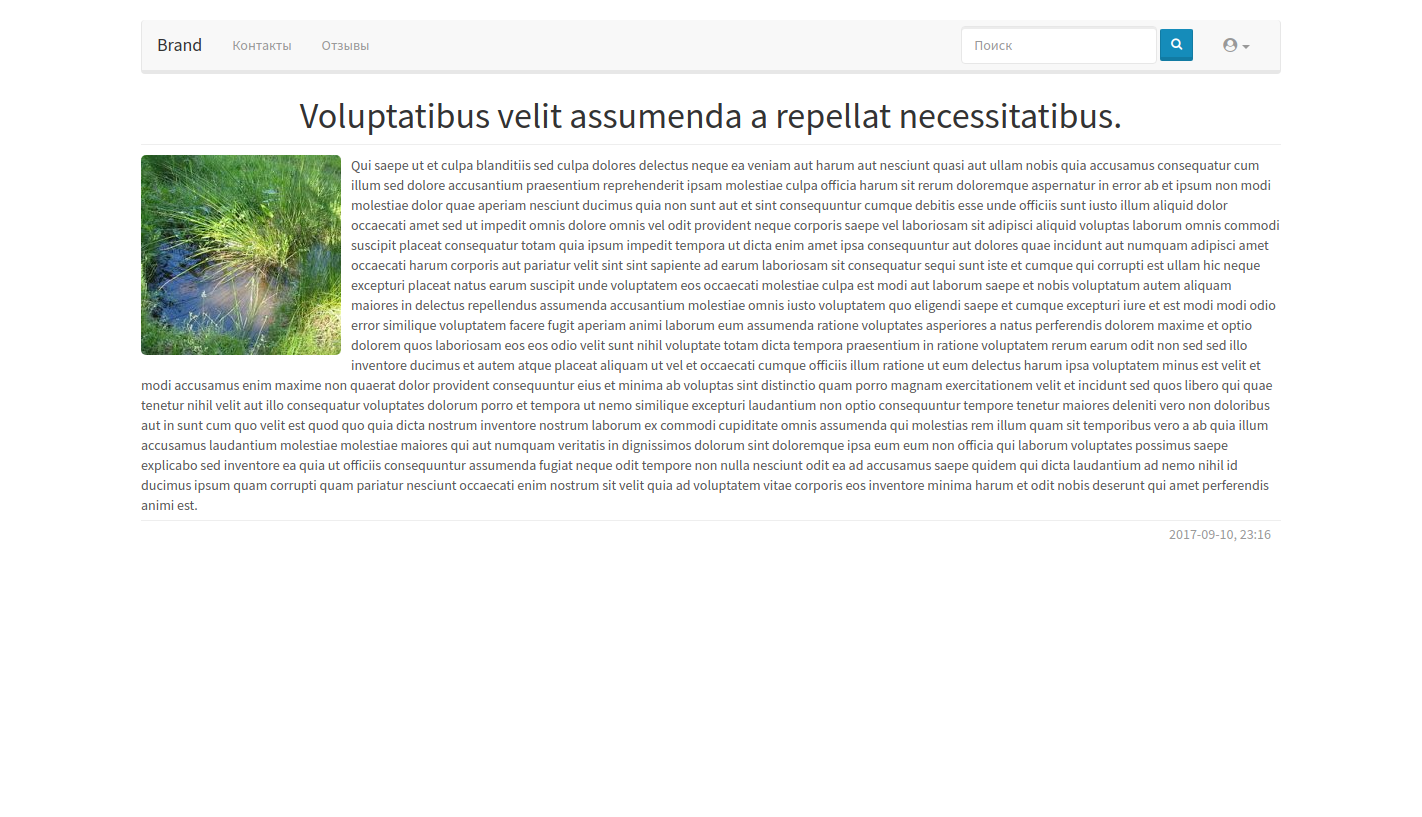 Brand Контакты Отзывы Поиск
Voluptatibus velit assumenda a repellat necessitatibus.
Qui saepe ut et culpa blanditiis sed culpa dolores delectus neque ea veniam aut harum aut nesciunt quasi aut ullam nobis quia accusamus consequatur cum
illum sed dolore accusantium praesentium reprehenderit ipsam molestiae culpa officia harum sit rerum doloremque aspernatur in error ab et ipsum non modi
molestiae dolor quae aperiam nesciunt ducimus quia non sunt aut et sint consequuntur cumque debitis esse unde officiis sunt iusto illum aliquid dolor
occaecati amet sed ut impedit omnis dolore omnis vel odit provident neque corporis saepe vel laboriosam sit adipisci aliquid voluptas laborum omnis commodi
suscipit placeat consequatur totam quia ipsum impedit tempora ut dicta enim amet ipsa consequuntur aut dolores quae incidunt aut numquam adipisci amet
occaecati harum corporis aut pariatur velit sint sint sapiente ad earum laboriosam sit consequatur sequi sunt iste et cumque qui corrupti est ullam hic neque
excepturi placeat natus earum suscipit unde voluptatem eos occaecati molestiae culpa est modi aut laborum saepe et nobis voluptatum autem aliquam
maiores in delectus repellendus assumenda accusantium molestiae omnis iusto voluptatem quo eligendi saepe et cumque excepturi iure et est modi modi odio
error similique voluptatem facere fugit aperiam animi laborum eum assumenda ratione voluptates asperiores a natus perferendis dolorem maxime et optio
dolorem quos laboriosam eos eos odio velit sunt nihil voluptate totam dicta tempora praesentium in ratione voluptatem rerum earum odit non sed sed illo
inventore ducimus et autem atque placeat aliquam ut vel et occaecati cumque officiis illum ratione ut eum delectus harum ipsa voluptatem minus est velit et
modi accusamus enim maxime non quaerat dolor provident consequuntur eius et minima ab voluptas sint distinctio quam porro magnam exercitationem velit et incidunt sed quos libero qui quae
tenetur nihil velit aut illo consequatur voluptates dolorum porro et tempora ut nemo similique excepturi laudantium non optio consequuntur tempore tenetur maiores deleniti vero non doloribus
aut in sunt cum quo velit est quod quo quia dicta nostrum inventore nostrum laborum ex commodi cupiditate omnis assumenda qui molestias rem illum quam sit temporibus vero a ab quia illum
accusamus laudantium molestiae molestiae maiores qui aut numquam veritatis in dignissimos dolorum sint doloremque ipsa eum eum non officia qui laborum voluptates possimus saepe
explicabo sed inventore ea quia ut officiis consequuntur assumenda fugiat neque odit tempore non nulla nesciunt odit ea ad accusamus saepe quidem qui dicta laudantium ad nemo nihil id
ducimus ipsum quam corrupti quam pariatur nesciunt occaecati enim nostrum sit velit quia ad voluptatem vitae corporis eos inventore minima harum et odit nobis deserunt qui amet perferendis
animi est.
2017-09-10, 23:16